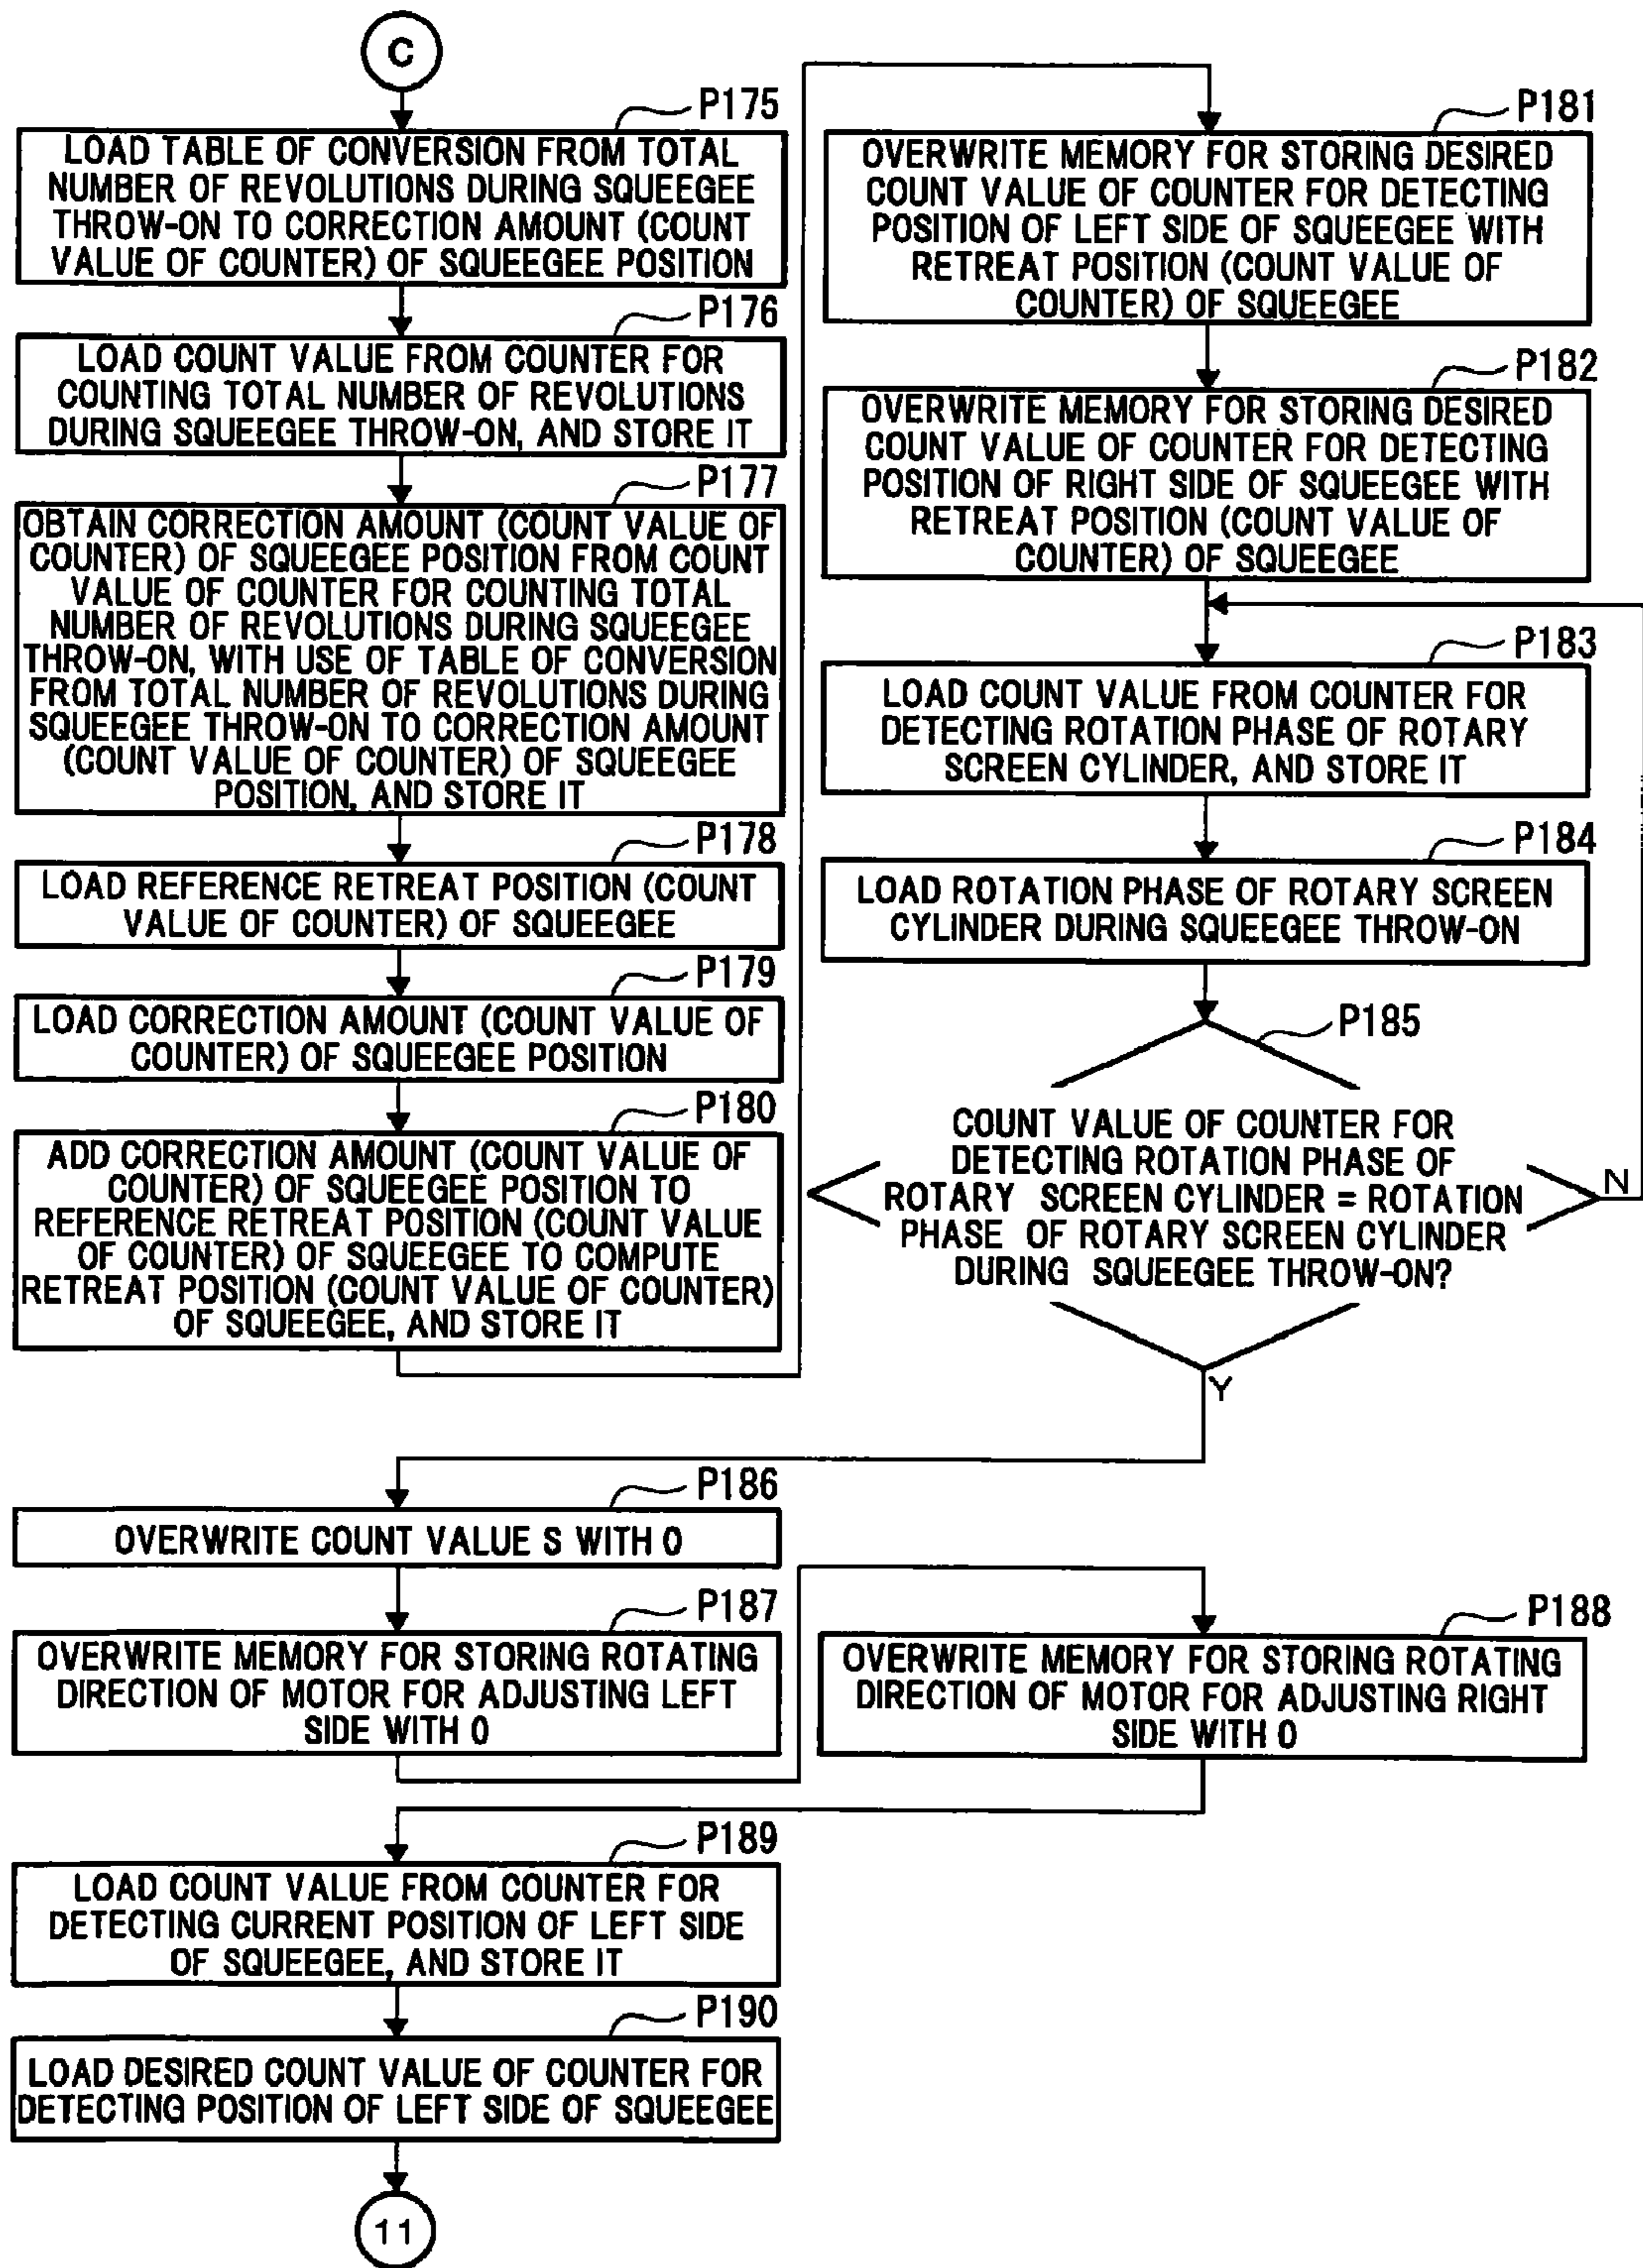 C
P175
LOAD TABLE OF CONVERSION FROM TOTAL
NUMBER OF REVOLUTIONS DURING SQUEEGEE
THROW-ON TO CORRECTION AMOUNT (COUNT
VALUE OF COUNTER) OF SQUEEGEE POSITION
P176
LOAD COUNT VALUE FROM COUNTER FOR
COUNTING TOTAL NUMBER OF REVOLUTIONS
DURING SQUEEGEE THROW-ON, AND STORE IT
P177
OBTAIN CORRECTION AMOUNT (COUNT VALUE OF
COUNTER) OF SQUEEGEE POSITION FROM COUNT
VALUE OF COUNTER FOR COUNTING TOTAL
NUMBER OF REVOLUTIONS DURING SQUEEGEE
THROW-ON, WITH USE OF TABLE OF CONVERSION
FROM TOTAL NUMBER OF REVOLUTIONS DURING
SQUEEGEE THROW-ON TO CORRECTION AMOUNT
(COUNT VALUE OF COUNTER) OF SQUEEGEE
POSITION, AND STORE IT
P178
LOAD REFERENCE RETREAT POSITION (COUNT
VALUE OF COUNTER) OF SQUEEGEE
P179
LOAD CORRECTION AMOUNT (COUNT VALUE OF
COUNTER) OF SQUEEGEE POSITION
P180
ADD CORRECTION AMOUNT (COUNT VALUE OF
COUNTER) OF SQUEEGEE POSITION TO
REFERENCE RETREAT POSITION (COUNT VALUE
OF COUNTER) OF SQUEEGEE TO COMPUTE
RETREAT POSITION (COUNT VALUE OF COUNTER)
OF SQUEEGEE, AND STORE IT
P181
OVERWRITE MEMORY FOR STORING DESIRED
COUNT VALUE OF COUNTER FOR DETECTING
POSITION OF LEFT SIDE OF SQUEEGEE WITH
RETREAT POSITION (COUNT VALUE OF
COUNTER) OF SQUEEGEE
P182
OVERWRITE MEMORY FOR STORING DESIRED
COUNT VALUE OF COUNTER FOR DETECTING
POSITION OF RIGHT SIDE OF SQUEEGEE WITH
RETREAT POSITION (COUNT VALUE OF
COUNTER) OF SQUEEGEE
P183
LOAD COUNT VALUE FROM COUNTER FOR
DETECTING ROTATION PHASE OF ROTARY
SCREEN CYLINDER, AND STORE IT
P184
LOAD ROTATION PHASE OF ROTARY SCREEN
CYLINDER DURING SQUEEGEE THROW-ON
P185
COUNT VALUE OF COUNTER FOR
DETECTING ROTATION PHASE OF
ROTARY SCREEN CYLINDER = ROTATION
PHASE OF ROTARY SCREEN CYLINDER
DURING SQUEEGEE THROW-ON?
N
Y
P186
OVERWRITE COUNT VALUE S WITH 0
P187
OVERWRITE MEMORY FOR STORING ROTATING
DIRECTION OF MOTOR FOR ADJUSTING LEFT
SIDE WITH 0
P188
OVERWRITE MEMORY FOR STORING ROTATING
DIRECTION OF MOTOR FOR ADJUSTING RIGHT
SIDE WITH 0
P189
LOAD COUNT VALUE FROM COUNTER FOR
DETECTING CURRENT POSITION OF LEFT SIDE
OF SQUEEGEE, AND STORE IT
P190
LOAD DESIRED COUNT VALUE OF COUNTER FOR
DETECTING POSITION OF LEFT SIDE OF SQUEEGEE
11